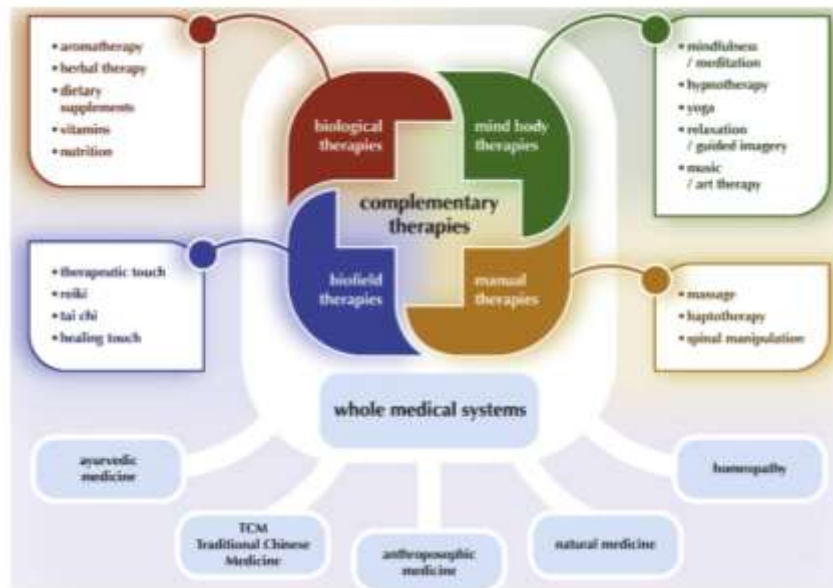 • aromatherapy
• herbal therapy
• dietary
supplements
• vitamins
• nutrition
• mindfulness
/ meditation
• hypnotherapy
• yoga
• relaxation
/ guided imagery
• music
/ art therapy
biological
therapies
mind body
therapies
complementary
therapies
biofield
therapies
manual
therapies
• therapeutic touch
• reiki
• tai chi
• healing touch
• massage
• haptotherapy
• spinal manipulation
whole medical systems
ayurvedic
medicine
homeopathy
TCM
Traditional Chinese
Medicine
anthroposophic
medicine
natural medicine